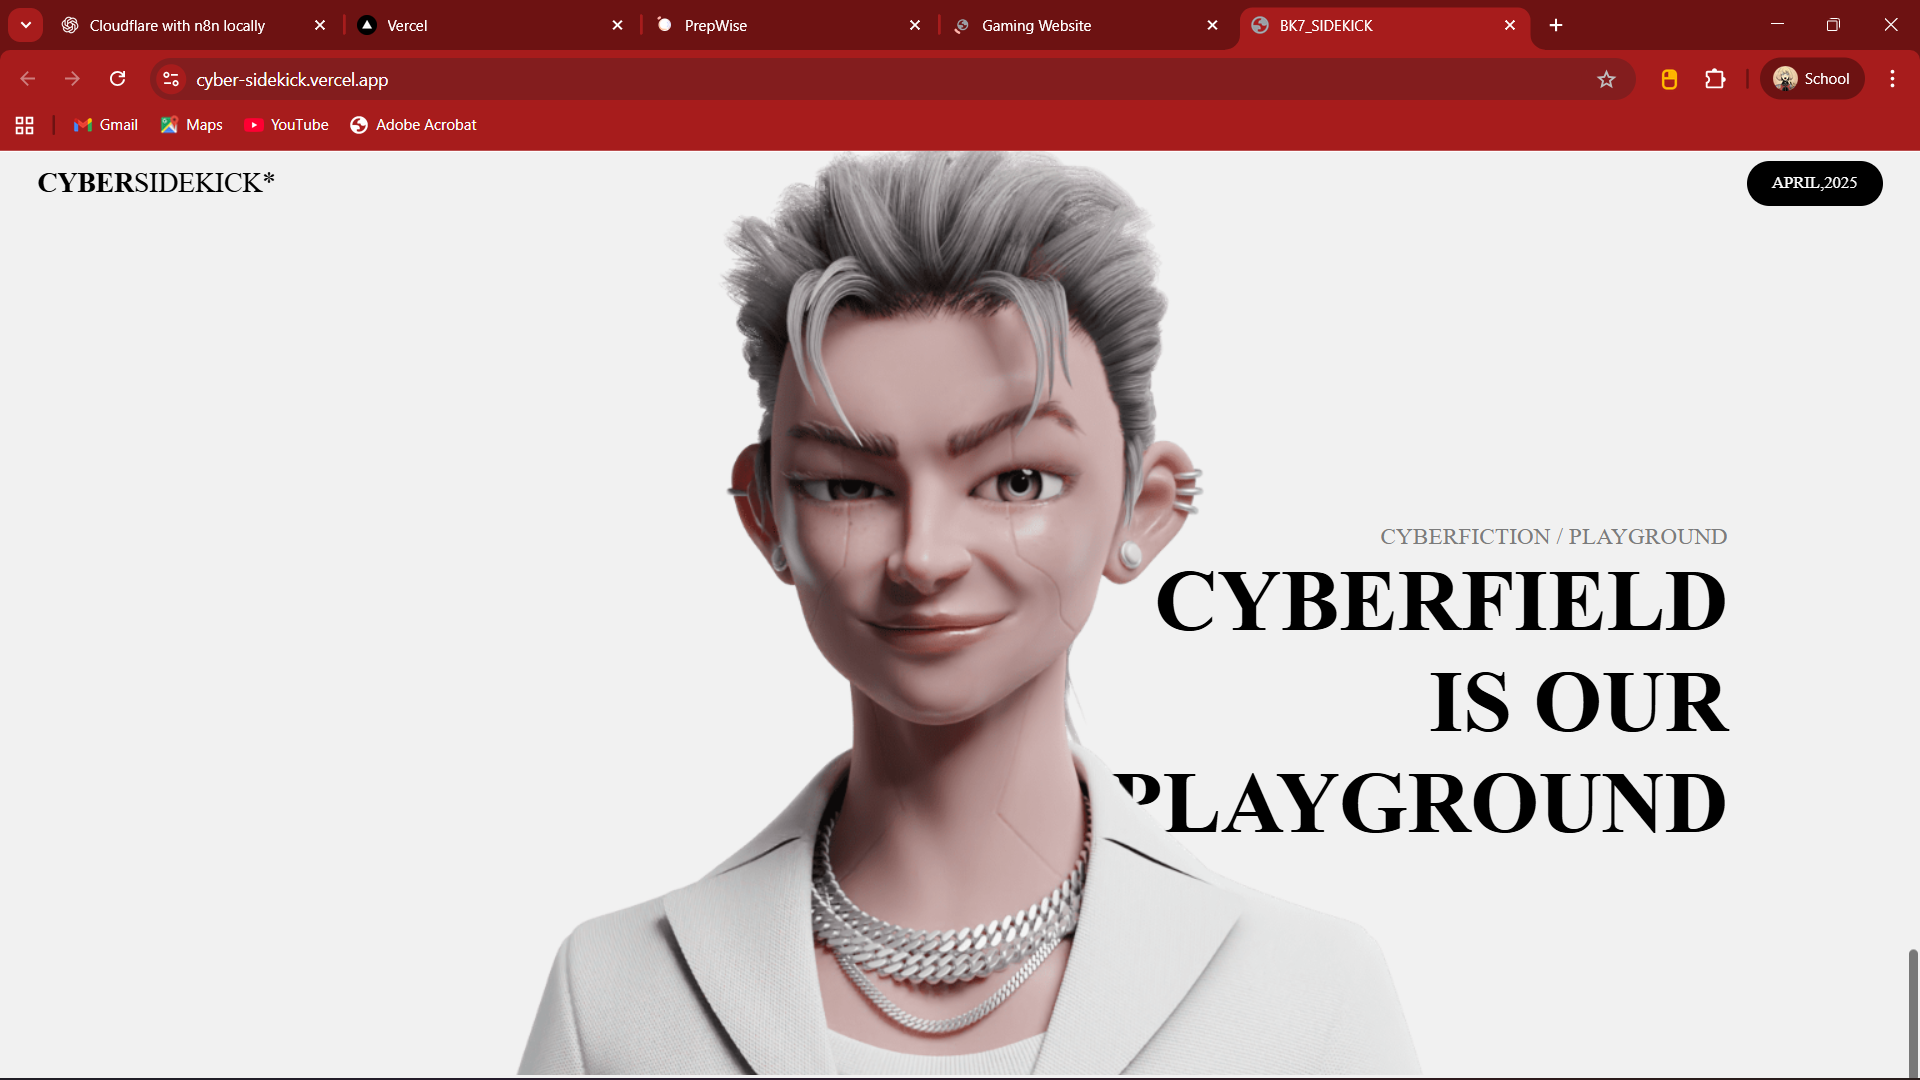 Cloudflare with n8n locally
Vercel
PrepWise
Gaming Website
BK7_SIDEKICK
cyber-sidekick.vercel.app
School
Gmail
Maps
YouTube
Adobe Acrobat
CYBERSIDEKICK*
APRIL,2025
CYBERFICTION / PLAYGROUND
CYBERFIELD
IS OUR
PLAYGROUND